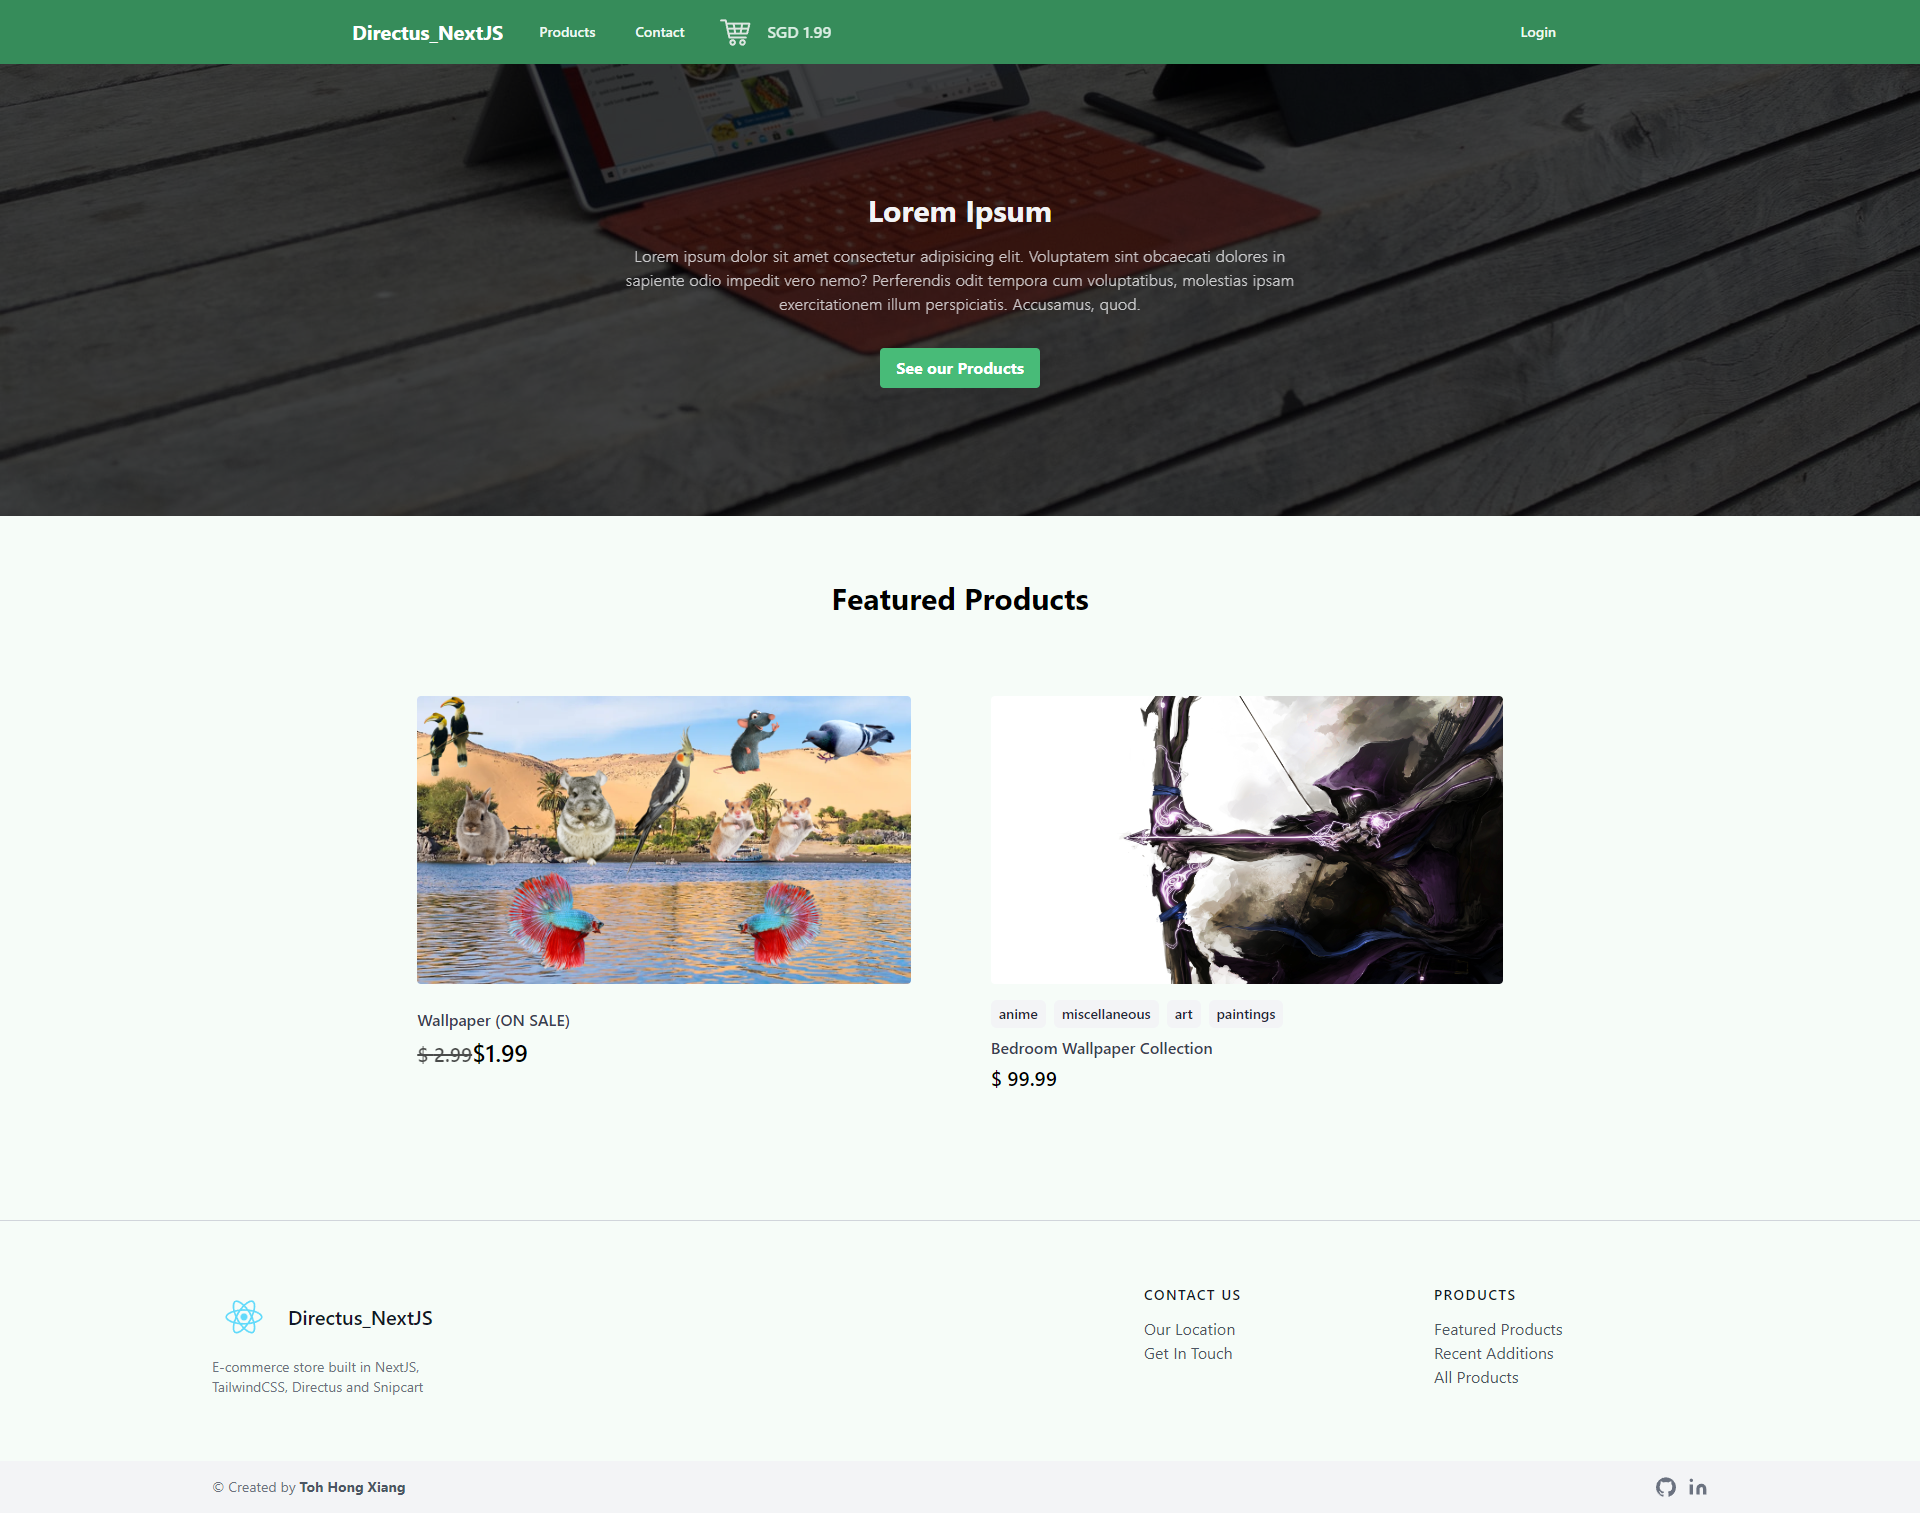 Directus_NextJS
Products
Contact
SGD 1.99
Login
Lorem Ipsum
Lorem ipsum dolor sit amet consectetur adipisicing elit. Voluptatem sint obcaecati dolores in
sapiente odio impedit vero nemo? Perferendis odit tempora cum voluptatibus, molestias ipsam
exercitationem illum perspiciatis. Accusamus, quod.
See our Products
Featured Products
Wallpaper (ON SALE)
$ 2.99$1.99
anime
miscellaneous
art
paintings
Bedroom Wallpaper Collection
$ 99.99
Directus_NextJS
E-commerce store built in NextJS,
TailwindCSS, Directus and Snipcart
CONTACT US
Our Location
Get In Touch
PRODUCTS
Featured Products
Recent Additions
All Products
© Created by Toh Hong Xiang